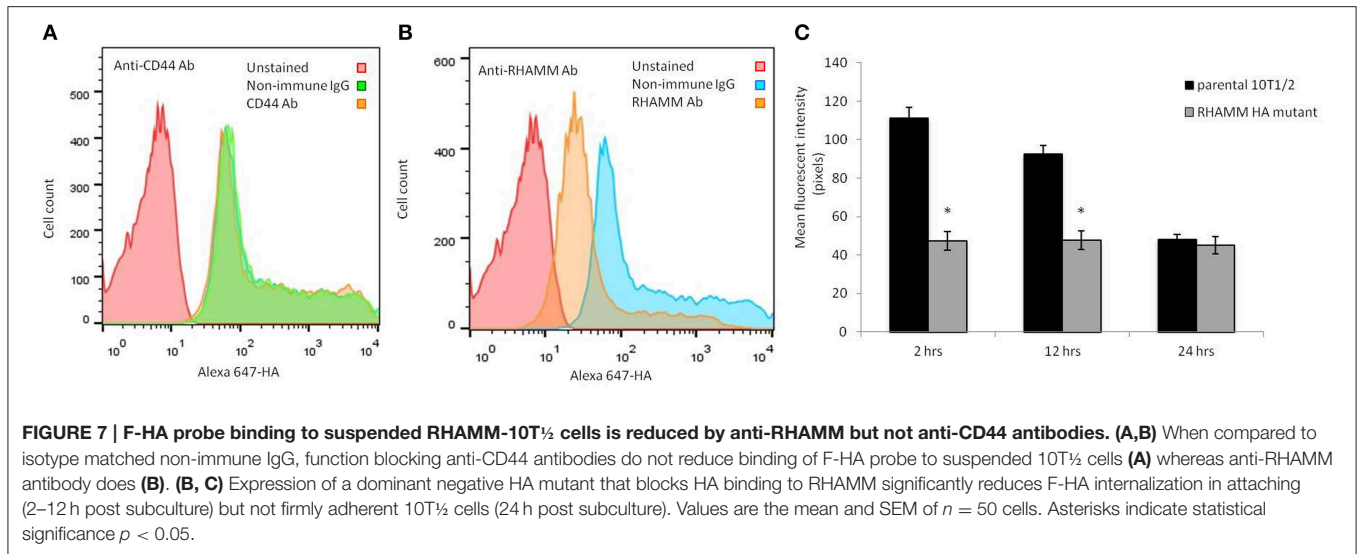 A
Anti-CD44 Ab
Unstained
Non-immune IgG
CD44 Ab
500
400
300
200
100
0
Cell count
10^0 10^1 10^2 10^3 10^4
Alexa 647-HA
B
Anti-RHAMM Ab
Unstained
Non-immune IgG
RHAMM Ab
600
400
200
0
Cell count
10^0 10^1 10^2 10^3 10^4
Alexa 647-HA
C
parental 10T1/2
RHAMM HA mutant
140
120
100
80
60
40
20
0
Mean fluorescent intensity
(pixels)
* *
2 hrs 12 hrs 24 hrs
FIGURE 7 | F-HA probe binding to suspended RHAMM-10T½ cells is reduced by anti-RHAMM but not anti-CD44 antibodies. (A,B) When compared to
isotype matched non-immune IgG, function blocking anti-CD44 antibodies do not reduce binding of F-HA probe to suspended 10T½ cells (A) whereas anti-RHAMM
antibody does (B). (B, C) Expression of a dominant negative HA mutant that blocks HA binding to RHAMM significantly reduces F-HA internalization in attaching
(2–12 h post subculture) but not firmly adherent 10T½ cells (24 h post subculture). Values are the mean and SEM of n = 50 cells. Asterisks indicate statistical
significance p < 0.05.